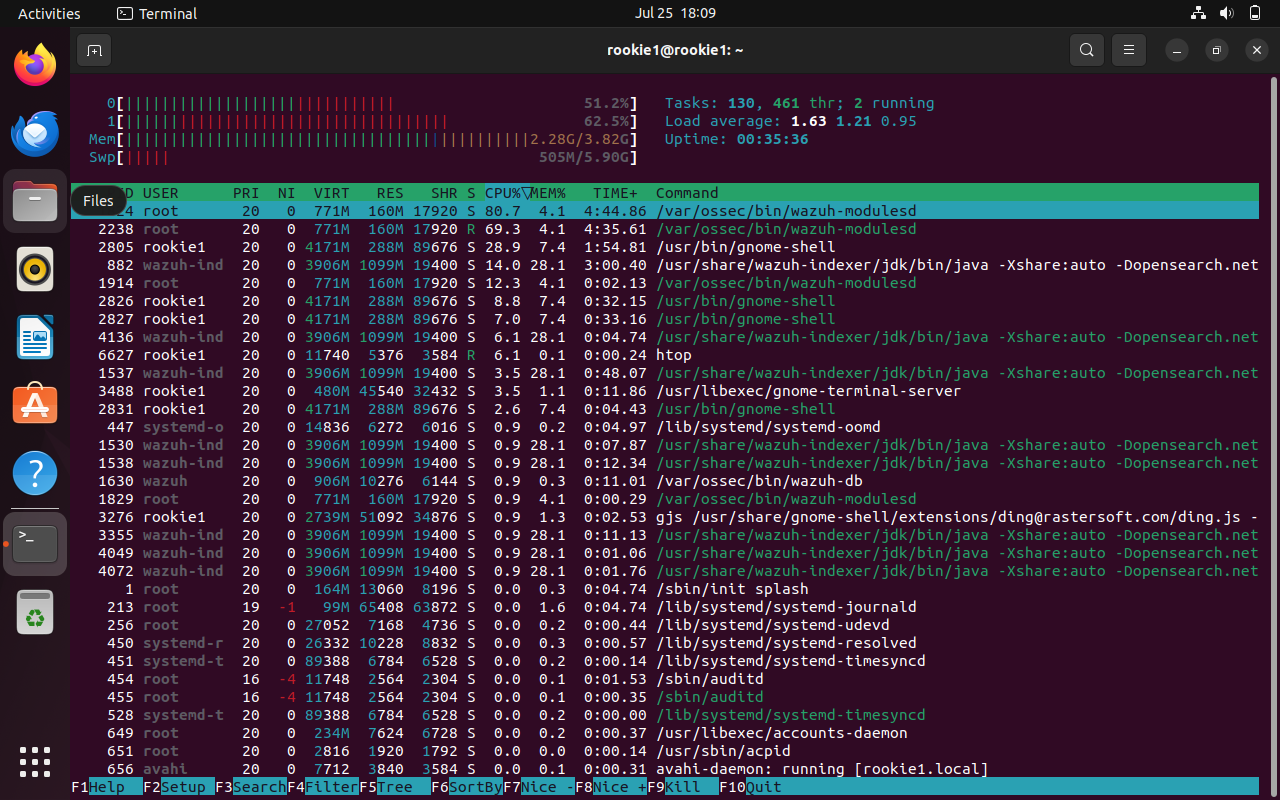 Activities Terminal Jul 25 18:09
rookie1@rookie1: ~
0[|||||||||||||||||||||||||||||| 51.2%] Tasks: 130, 461 thr; 2 running
1[|||||||||||||||||||||||||||||||||||| 62.5%] Load average: 1.63 1.21 0.95
Mem[|||||||||||||||||||||||||||||||||||||||||||||2.28G/3.82G] Uptime: 00:35:36
Swp[||||| 505M/5.90G]
Files
D USER PRI NI VIRT RES SHR S CPU%▽MEM% TIME+ Command
24 root 20 0 771M 160M 17920 S 80.7 4.1 4:44.86 /var/ossec/bin/wazuh-modulesd
2238 root 20 0 771M 160M 17920 R 69.3 4.1 4:35.61 /var/ossec/bin/wazuh-modulesd
2805 rookie1 20 0 4171M 288M 89676 S 28.9 7.4 1:54.81 /usr/bin/gnome-shell
882 wazuh-ind 20 0 3906M 1099M 19400 S 14.0 28.1 3:00.40 /usr/share/wazuh-indexer/jdk/bin/java -Xshare:auto -Dopensearch.net
1914 root 20 0 771M 160M 17920 S 12.3 4.1 0:02.13 /var/ossec/bin/wazuh-modulesd
2826 rookie1 20 0 4171M 288M 89676 S 8.8 7.4 0:32.15 /usr/bin/gnome-shell
2827 rookie1 20 0 4171M 288M 89676 S 7.0 7.4 0:33.16 /usr/bin/gnome-shell
4136 wazuh-ind 20 0 3906M 1099M 19400 S 6.1 28.1 0:04.74 /usr/share/wazuh-indexer/jdk/bin/java -Xshare:auto -Dopensearch.net
6627 rookie1 20 0 11740 5376 3584 R 6.1 0.1 0:00.24 htop
1537 wazuh-ind 20 0 3906M 1099M 19400 S 3.5 28.1 0:48.07 /usr/share/wazuh-indexer/jdk/bin/java -Xshare:auto -Dopensearch.net
3488 rookie1 20 0 480M 45540 32432 S 3.5 1.1 0:11.86 /usr/libexec/gnome-terminal-server
2831 rookie1 20 0 4171M 288M 89676 S 2.6 7.4 0:04.43 /usr/bin/gnome-shell
447 systemd-o 20 0 14836 6272 6016 S 0.9 0.2 0:04.97 /lib/systemd/systemd-oomd
1530 wazuh-ind 20 0 3906M 1099M 19400 S 0.9 28.1 0:07.87 /usr/share/wazuh-indexer/jdk/bin/java -Xshare:auto -Dopensearch.net
1538 wazuh-ind 20 0 3906M 1099M 19400 S 0.9 28.1 0:12.34 /usr/share/wazuh-indexer/jdk/bin/java -Xshare:auto -Dopensearch.net
1630 wazuh 20 0 906M 10276 6144 S 0.9 0.3 0:11.01 /var/ossec/bin/wazuh-db
1829 root 20 0 771M 160M 17920 S 0.9 4.1 0:00.29 /var/ossec/bin/wazuh-modulesd
3276 rookie1 20 0 2739M 51092 34876 S 0.9 1.3 0:02.53 gjs /usr/share/gnome-shell/extensions/ding@rastersoft.com/ding.js -
3355 wazuh-ind 20 0 3906M 1099M 19400 S 0.9 28.1 0:11.13 /usr/share/wazuh-indexer/jdk/bin/java -Xshare:auto -Dopensearch.net
4049 wazuh-ind 20 0 3906M 1099M 19400 S 0.9 28.1 0:01.06 /usr/share/wazuh-indexer/jdk/bin/java -Xshare:auto -Dopensearch.net
4072 wazuh-ind 20 0 3906M 1099M 19400 S 0.9 28.1 0:01.76 /usr/share/wazuh-indexer/jdk/bin/java -Xshare:auto -Dopensearch.net
1 root 20 0 164M 13060 8196 S 0.0 0.3 0:04.74 /sbin/init splash
213 root 19 -1 99M 65408 63872 S 0.0 1.6 0:04.74 /lib/systemd/systemd-journald
256 root 20 0 27052 7168 4736 S 0.0 0.2 0:00.44 /lib/systemd/systemd-udevd
450 systemd-r 20 0 26332 10228 8832 S 0.0 0.3 0:00.57 /lib/systemd/systemd-resolved
451 systemd-t 20 0 89388 6784 6528 S 0.0 0.2 0:00.14 /lib/systemd/systemd-timesyncd
454 root 16 -4 11748 2564 2304 S 0.0 0.1 0:01.53 /sbin/auditd
455 root 16 -4 11748 2564 2304 S 0.0 0.1 0:00.35 /sbin/auditd
528 systemd-t 20 0 89388 6784 6528 S 0.0 0.2 0:00.00 /lib/systemd/systemd-timesyncd
649 root 20 0 234M 7624 6728 S 0.0 0.2 0:00.37 /usr/libexec/accounts-daemon
651 root 20 0 2816 1920 1792 S 0.0 0.0 0:00.14 /usr/sbin/acpid
656 avahi 20 0 7712 3840 3584 S 0.0 0.1 0:00.31 avahi-daemon: running [rookie1.local]
F1Help F2Setup F3SearchF4FilterF5Tree F6SortByF7Nice -F8Nice +F9Kill F10Quit